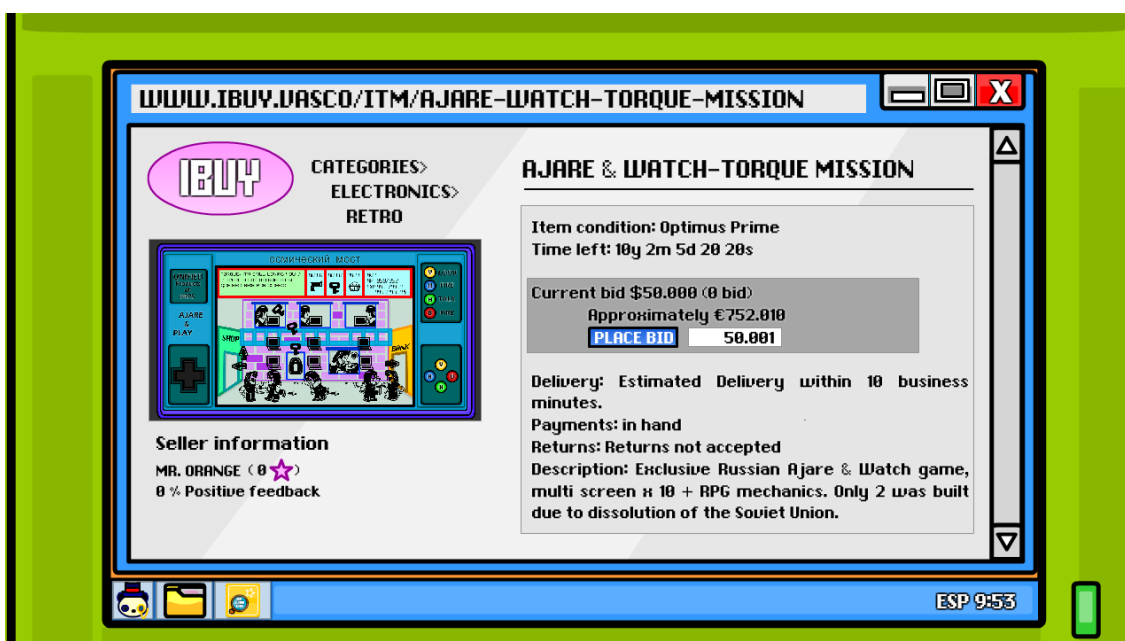 WWW.IBUY.VASCO/ITM/AJARE-WATCH-TORQUE-MISSION
X
IBUY
CATEGORIES>
ELECTRONICS>
RETRO
ОСМИЧЕСКИЙ МОСТ
AJARE
&
PLAY
SHOP
BANK
Seller information
MR. ORANGE (0)
0 % Positive feedback
AJARE & WATCH-TORQUE MISSION
Item condition: Optimus Prime
Time left: 10y 2m 5d 20 20s
Current bid $50.000 (0 bid)
Approximately €752.010
PLACE BID 50.001
Delivery: Estimated Delivery within 10 business
minutes.
Payments: in hand
Returns: Returns not accepted
Description: Exclusive Russian Ajare & Watch game,
multi screen x 10 + RPG mechanics. Only 2 was built
due to dissolution of the Soviet Union.
ESP 9:53